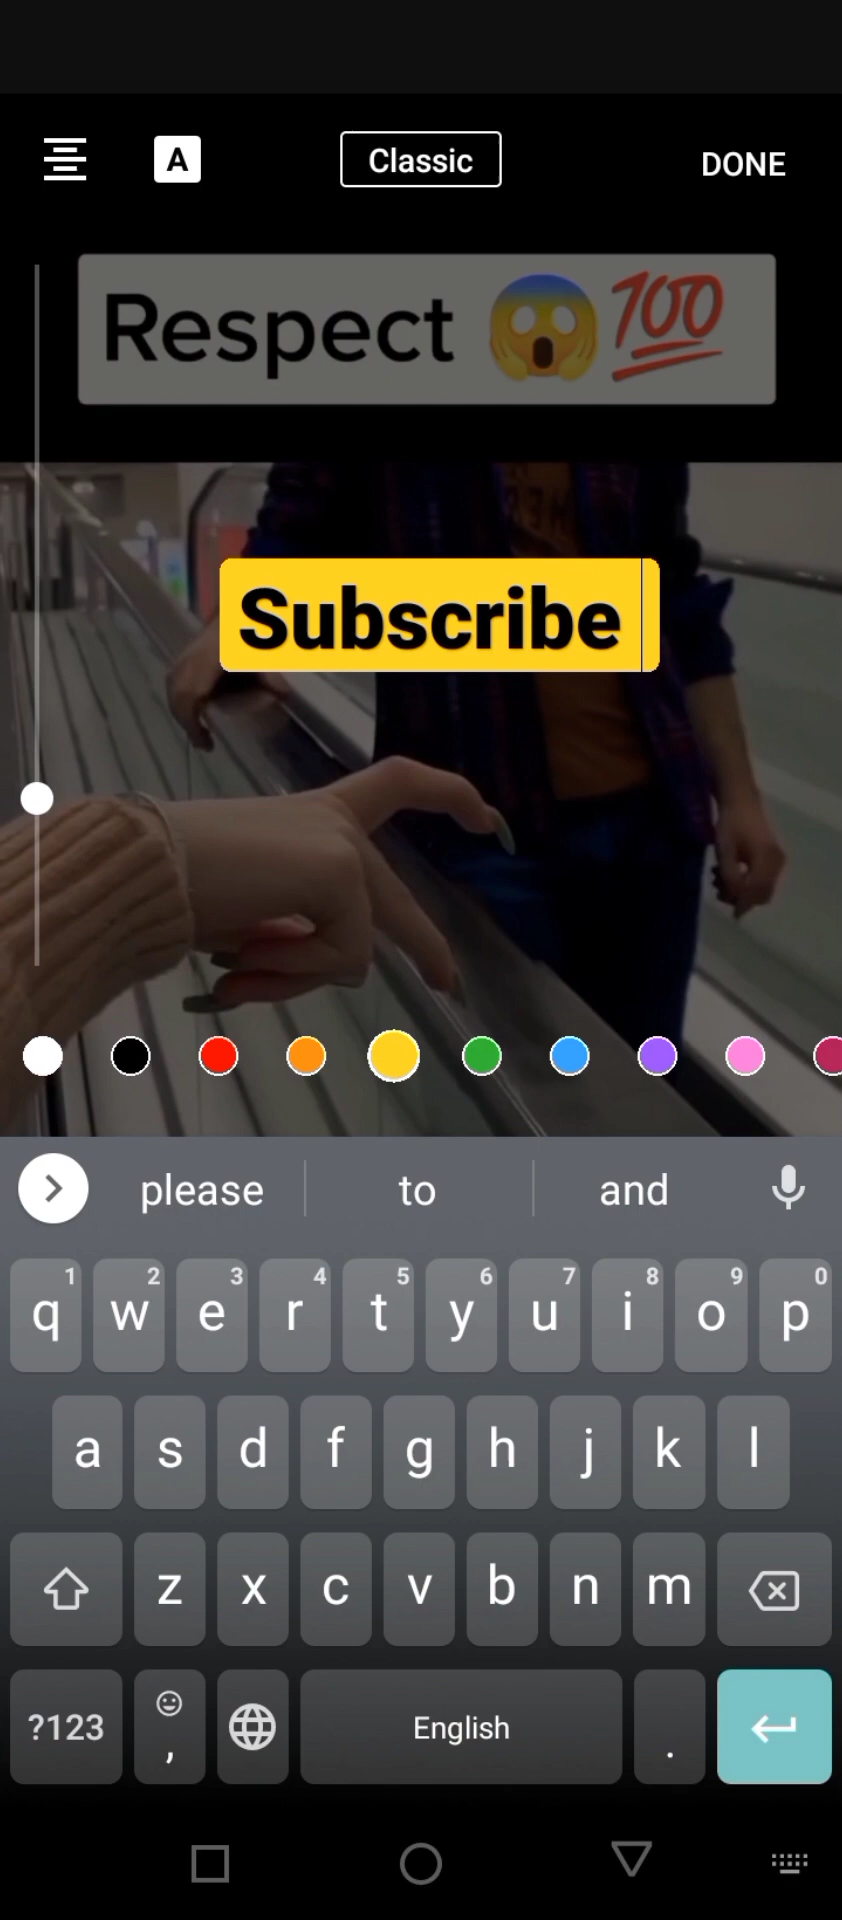 A
Classic
DONE
Respect 😱💯
Subscribe
please
to
and
1 2 3 4 5 6 7 8 9 0
q w e r t y u i o p
a s d f g h j k l
z x c v b n m
?123 , English .